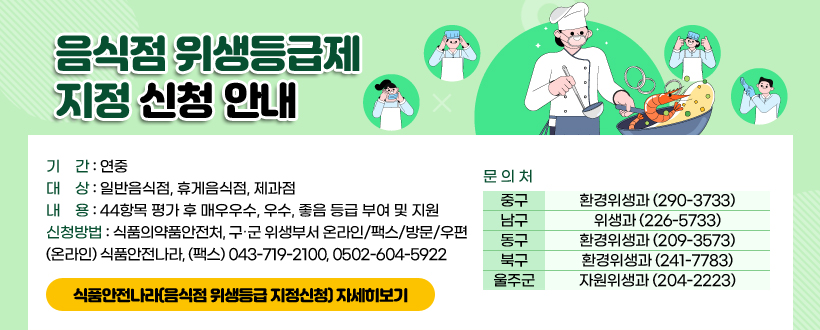 음식점 위생등급제
지정 신청 안내
기 간 : 연중
대 상 : 일반음식점, 휴게음식점, 제과점
내 용 : 44항목 평가 후 매우우수, 우수, 좋음 등급 부여 및 지원
신청방법 : 식품의약품안전처, 구·군 위생부서 온라인/팩스/방문/우편
(온라인) 식품안전나라, (팩스) 043-719-2100, 0502-604-5922
식품안전나라(음식점 위생등급 지정신청) 자세히보기
문 의 처
중구 환경위생과 (290-3733)
남구 위생과 (226-5733)
동구 환경위생과 (209-3573)
북구 환경위생과 (241-7783)
울주군 자원위생과 (204-2223)